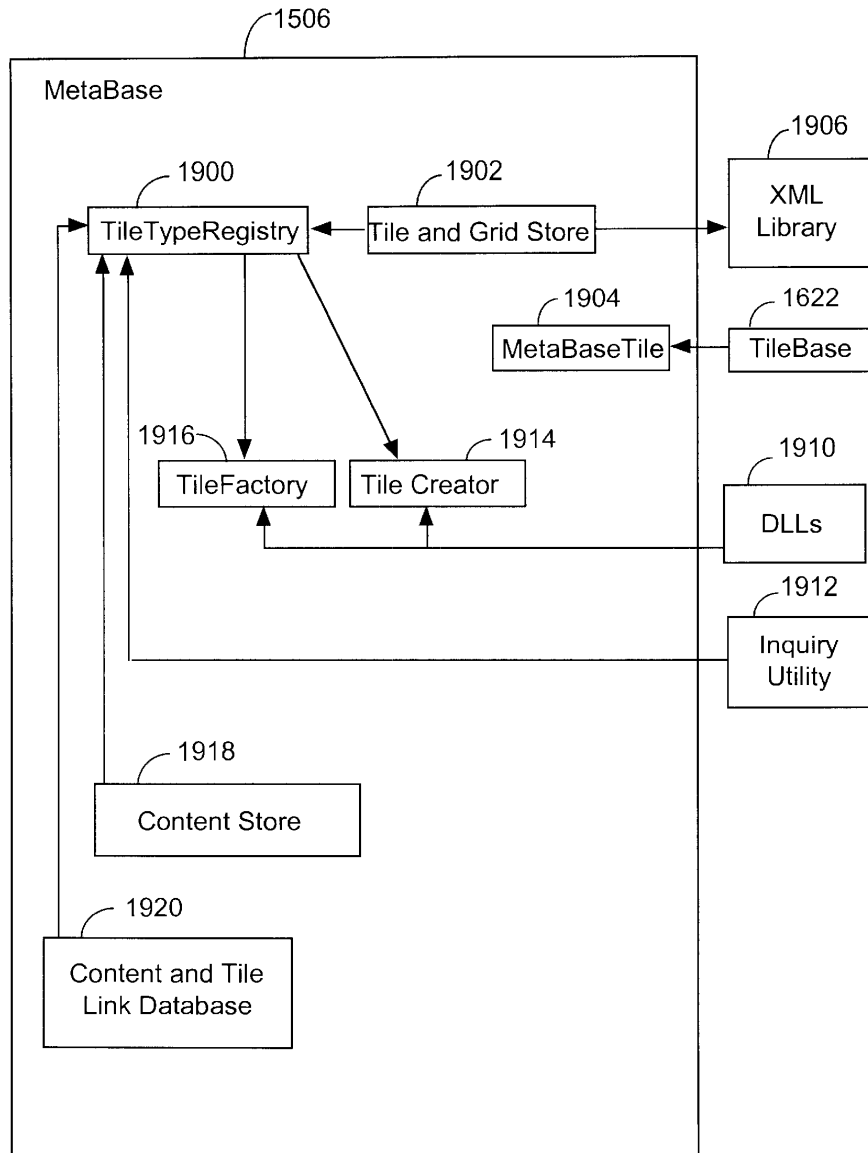 1506
MetaBase
1906
1900
1902
XML
Library
TileTypeRegistry
Tile and Grid Store
1904
1622
MetaBaseTile
TileBase
1916
1914
1910
TileFactory
Tile Creator
DLLs
1912
Inquiry
Utility
1918
Content Store
1920
Content and Tile
Link Database